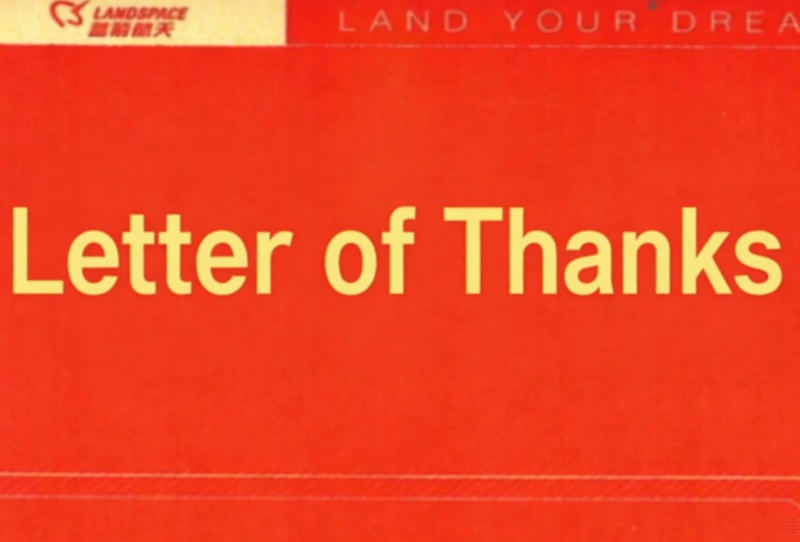 LANDSPACE
蓝箭航天
LAND YOUR DREA
Letter of Thanks